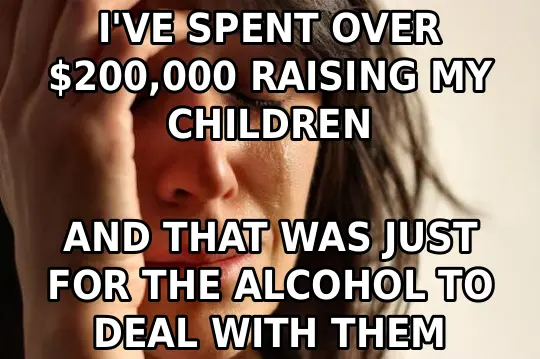 I'VE SPENT OVER
$200,000 RAISING MY
CHILDREN
AND THAT WAS JUST
FOR THE ALCOHOL TO
DEAL WITH THEM